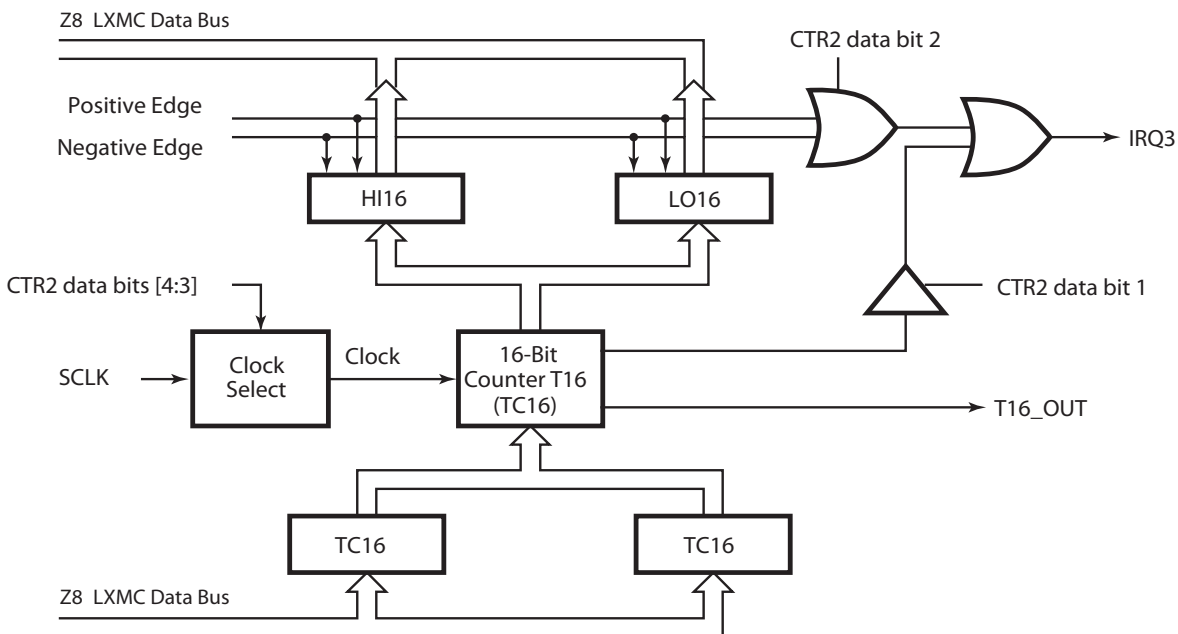 Z8 LXMC Data Bus
CTR2 data bit 2
Positive Edge
Negative Edge
IRQ3
HI16
LO16
CTR2 data bits [4:3]
CTR2 data bit 1
SCLK
Clock
Select
Clock
16-Bit
Counter T16
(TC16)
T16_OUT
TC16
TC16
Z8 LXMC Data Bus